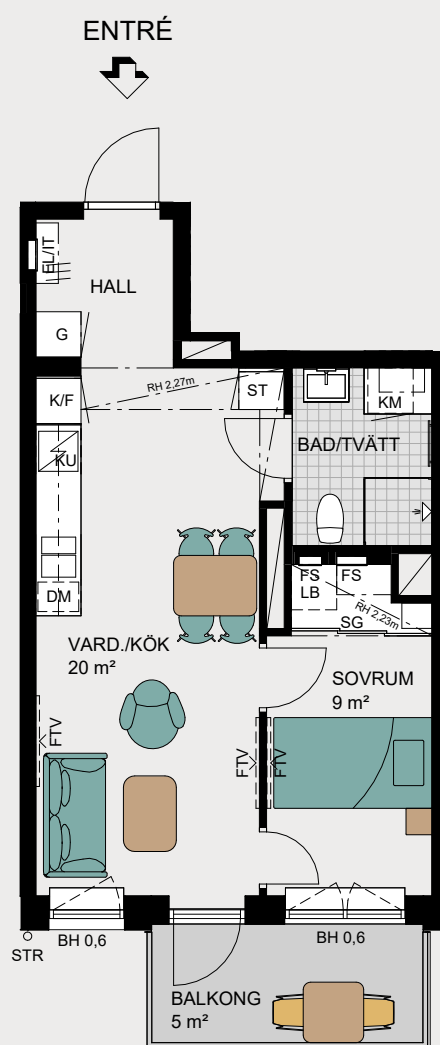 ENTRÉ
EL/IT
HALL
G
RH 2,27m
K/F
ST
KM
KU
BAD/TVÄTT
FS
FS
LB
DM
RH 2,23m
SG
VARD./KÖK
20 m²
SOVRUM
9 m²
FTV
FTV
FTV
BH 0,6
BH 0,6
STR
BALKONG
5 m²